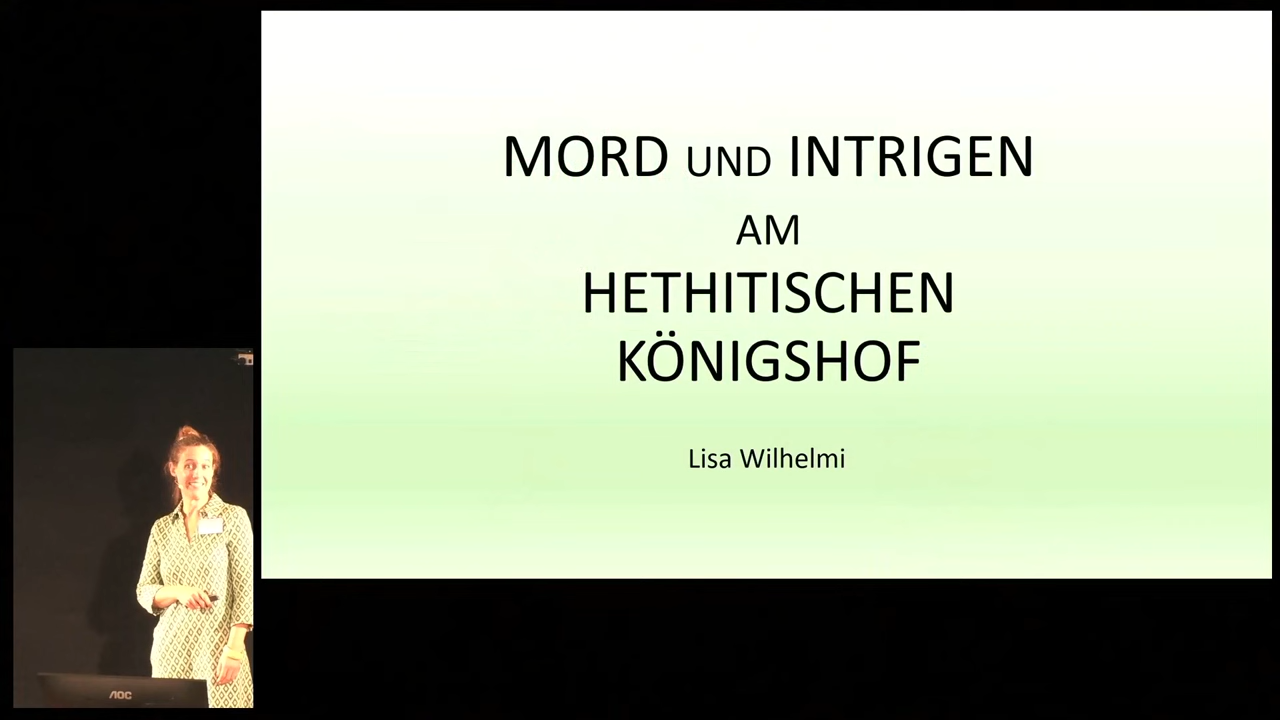 MORD UND INTRIGEN
AM
HETHITISCHEN
KÖNIGSHOF
Lisa Wilhelmi
AOC